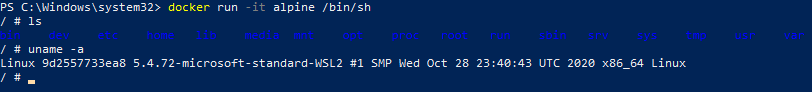 PS C:\Windows\system32> docker run -it alpine /bin/sh
/ # ls
bin dev etc home lib media mnt opt proc root run sbin srv sys tmp usr var
/ # uname -a
Linux 9d2557733ea8 5.4.72-microsoft-standard-WSL2 #1 SMP Wed Oct 28 23:40:43 UTC 2020 x86_64 Linux
/ #